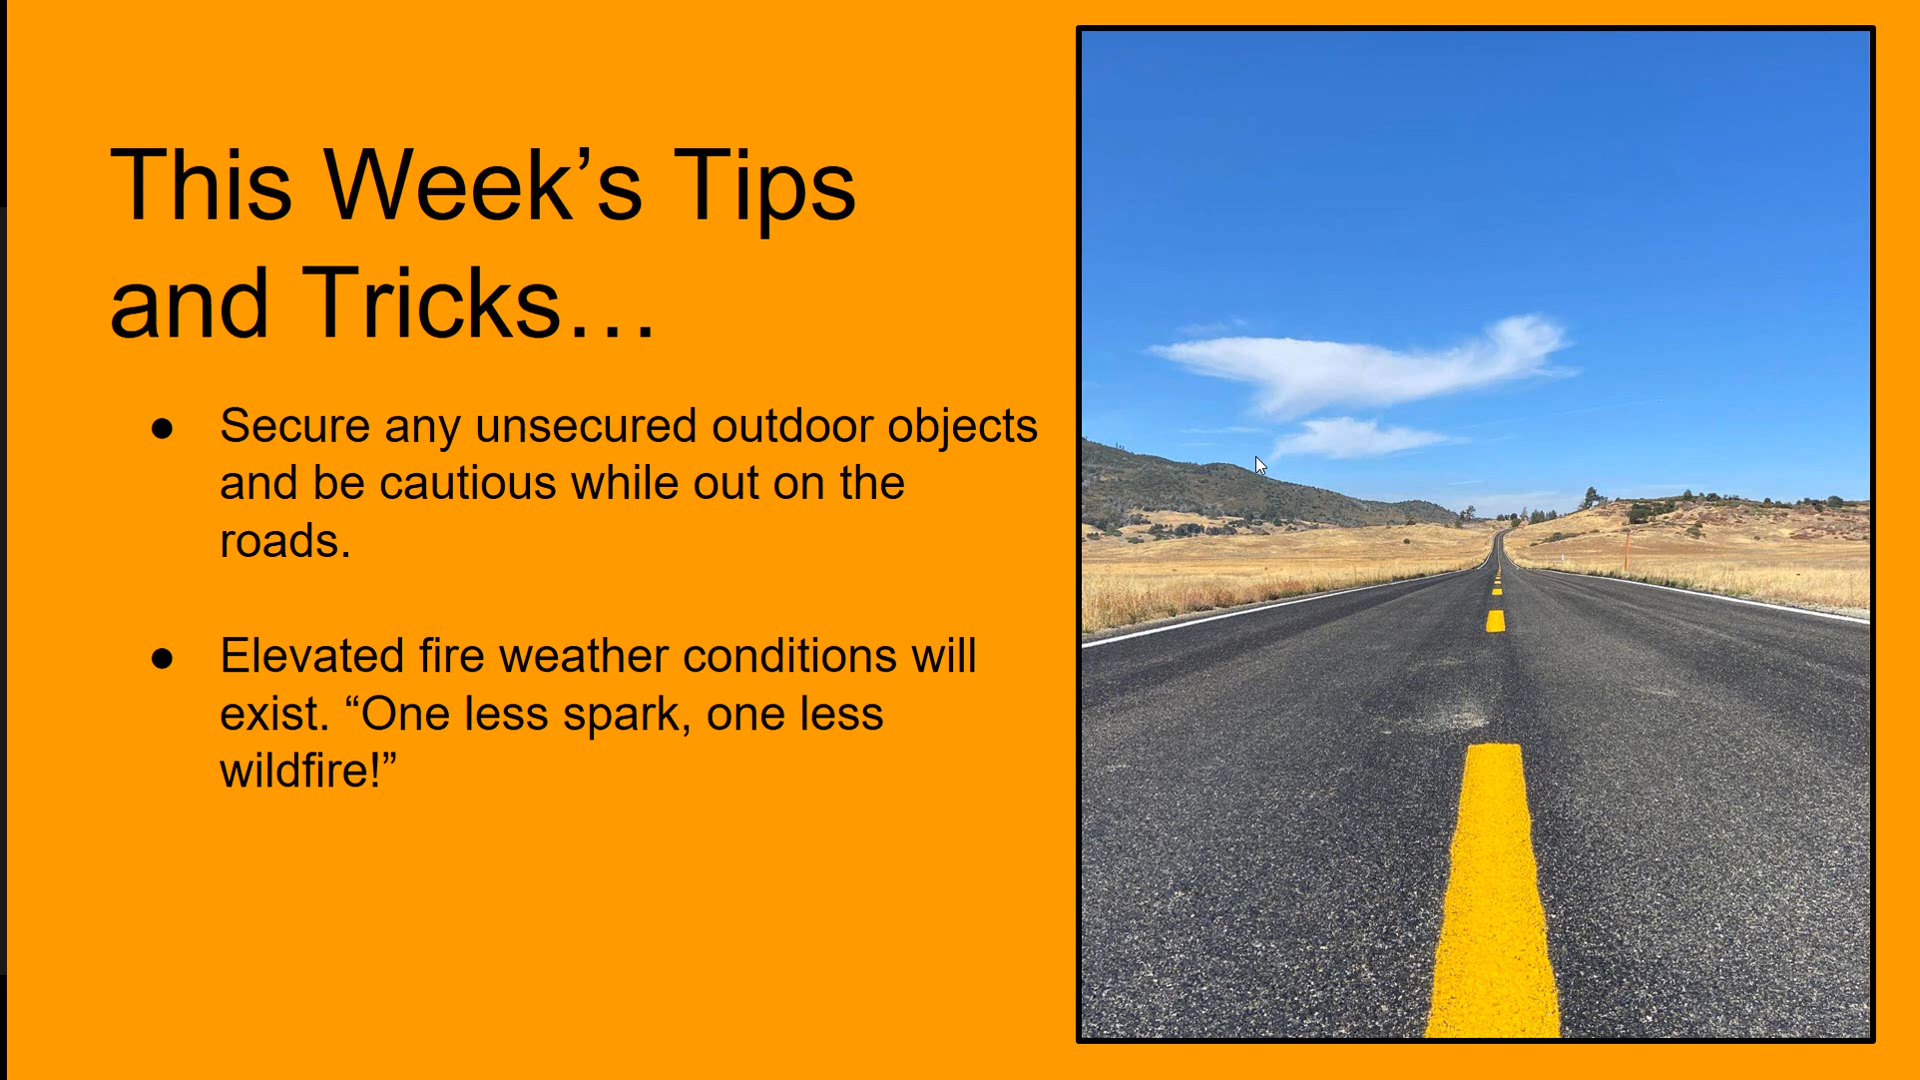 This Week’s Tips
and Tricks…
● Secure any unsecured outdoor objects
and be cautious while out on the
roads.
● Elevated fire weather conditions will
exist. “One less spark, one less
wildfire!”